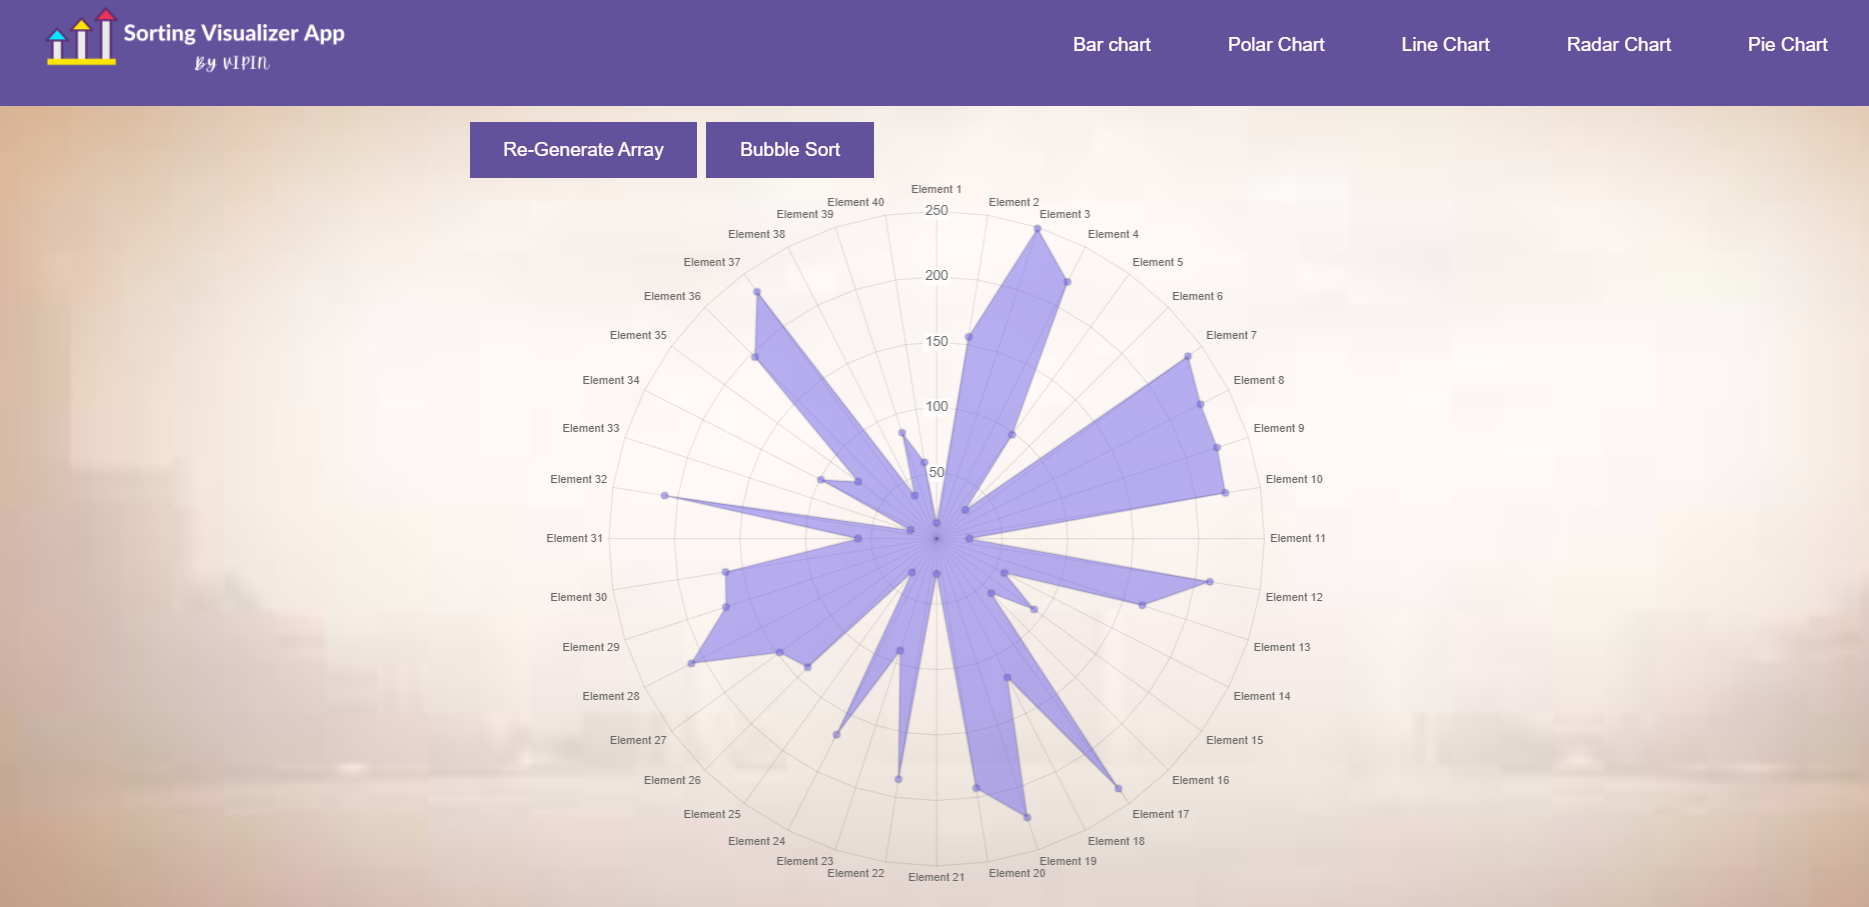 Sorting Visualizer App
By VIPIN
Bar chart
Polar Chart
Line Chart
Radar Chart
Pie Chart
Re-Generate Array
Bubble Sort
Element 1
Element 2
Element 3
Element 4
Element 5
Element 6
Element 7
Element 8
Element 9
Element 10
Element 11
Element 12
Element 13
Element 14
Element 15
Element 16
Element 17
Element 18
Element 19
Element 20
Element 21
Element 22
Element 23
Element 24
Element 25
Element 26
Element 27
Element 28
Element 29
Element 30
Element 31
Element 32
Element 33
Element 34
Element 35
Element 36
Element 37
Element 38
Element 39
Element 40
250
200
150
100
50